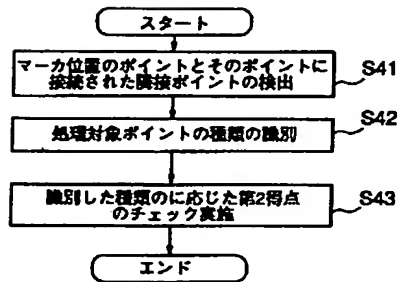 スタート
マーカ位置のポイントとそのポイントに
接続された隣接ポイントの検出
S41
処理対象ポイントの種類の識別
S42
識別した種類のに応じた第2得点
のチェック実施
S43
エンド